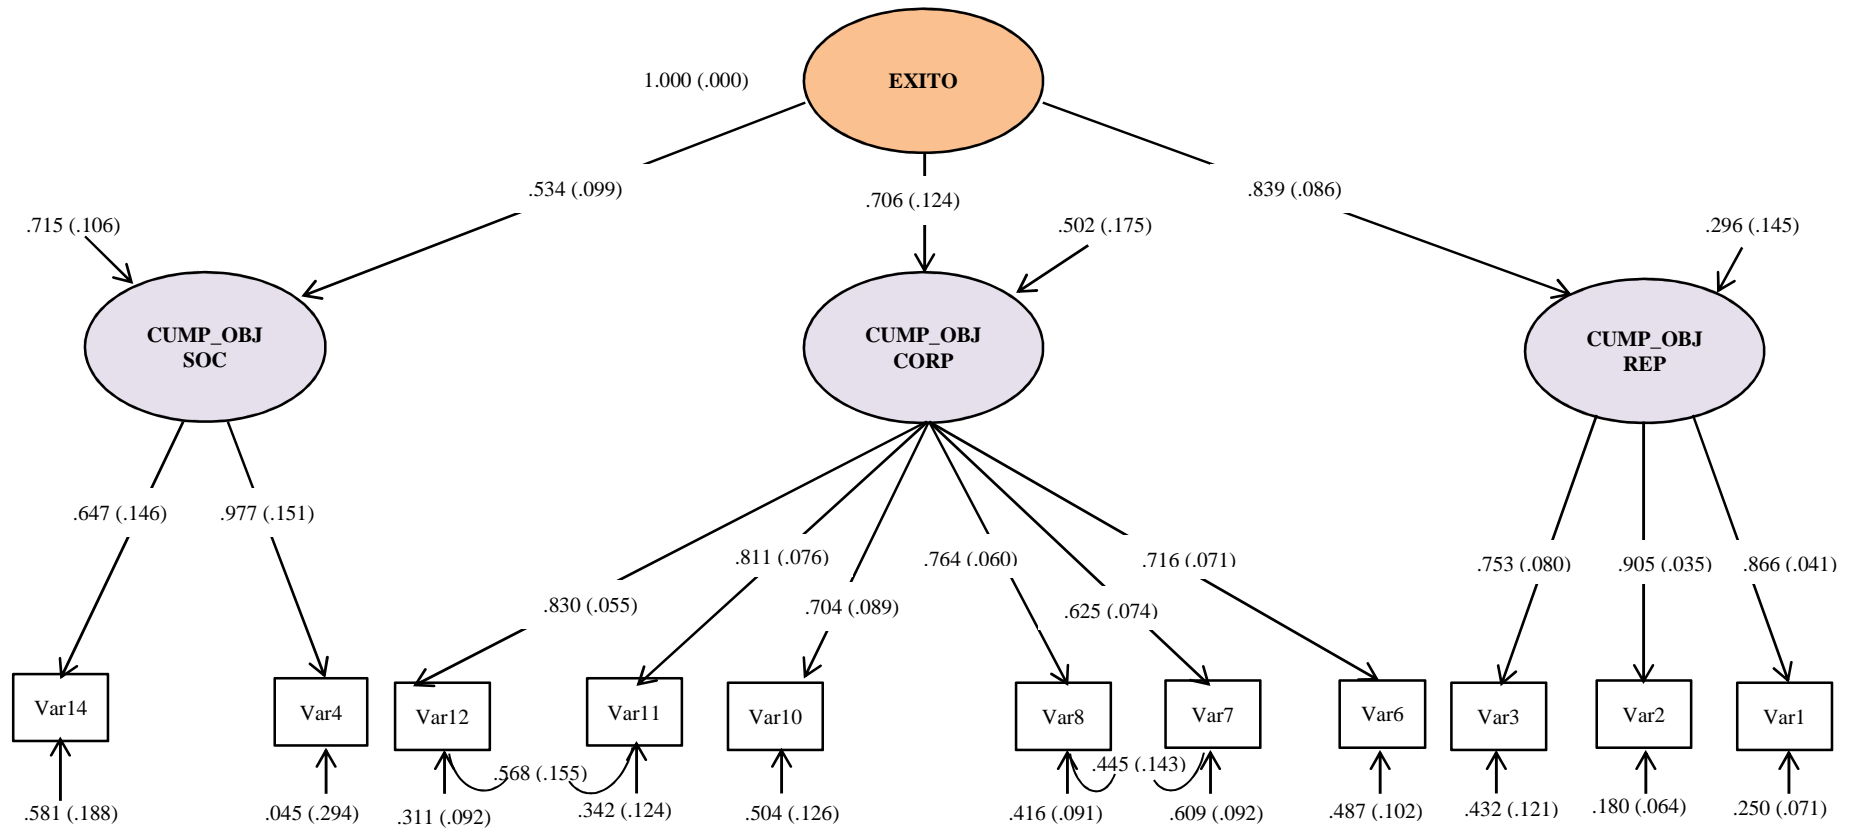 EXITO
1.000 (.000)
.534 (.099)
.706 (.124)
.839 (.086)
.715 (.106)
.502 (.175)
.296 (.145)
CUMP_OBJ
SOC
CUMP_OBJ
CORP
CUMP_OBJ
REP
.647 (.146)
.977 (.151)
.830 (.055)
.811 (.076)
.704 (.089)
.764 (.060)
.625 (.074)
.716 (.071)
.753 (.080)
.905 (.035)
.866 (.041)
Var14
Var4
Var12
Var11
Var10
Var8
Var7
Var6
Var3
Var2
Var1
.568 (.155)
.445 (.143)
.581 (.188)
.045 (.294)
.311 (.092)
.342 (.124)
.504 (.126)
.416 (.091)
.609 (.092)
.487 (.102)
.432 (.121)
.180 (.064)
.250 (.071)